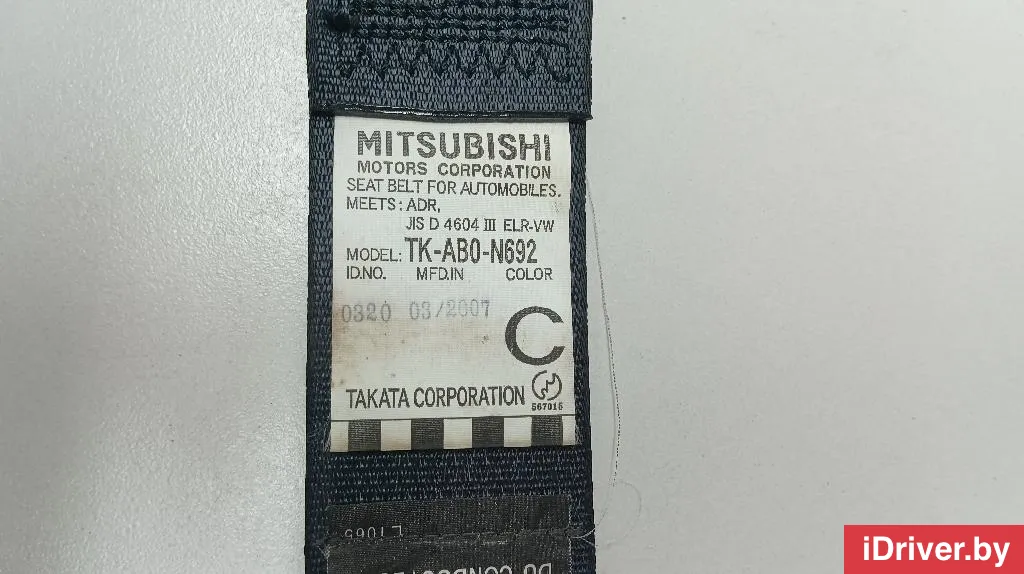 MITSUBISHI
MOTORS CORPORATION
SEAT BELT FOR AUTOMOBILES.
MEETS: ADR,
JIS D 4604 III ELR-VW
MODEL: TK-AB0-N692
ID.NO. MFD.IN COLOR
0320 03/2007
C
TAKATA CORPORATION
567015
iDriver.by